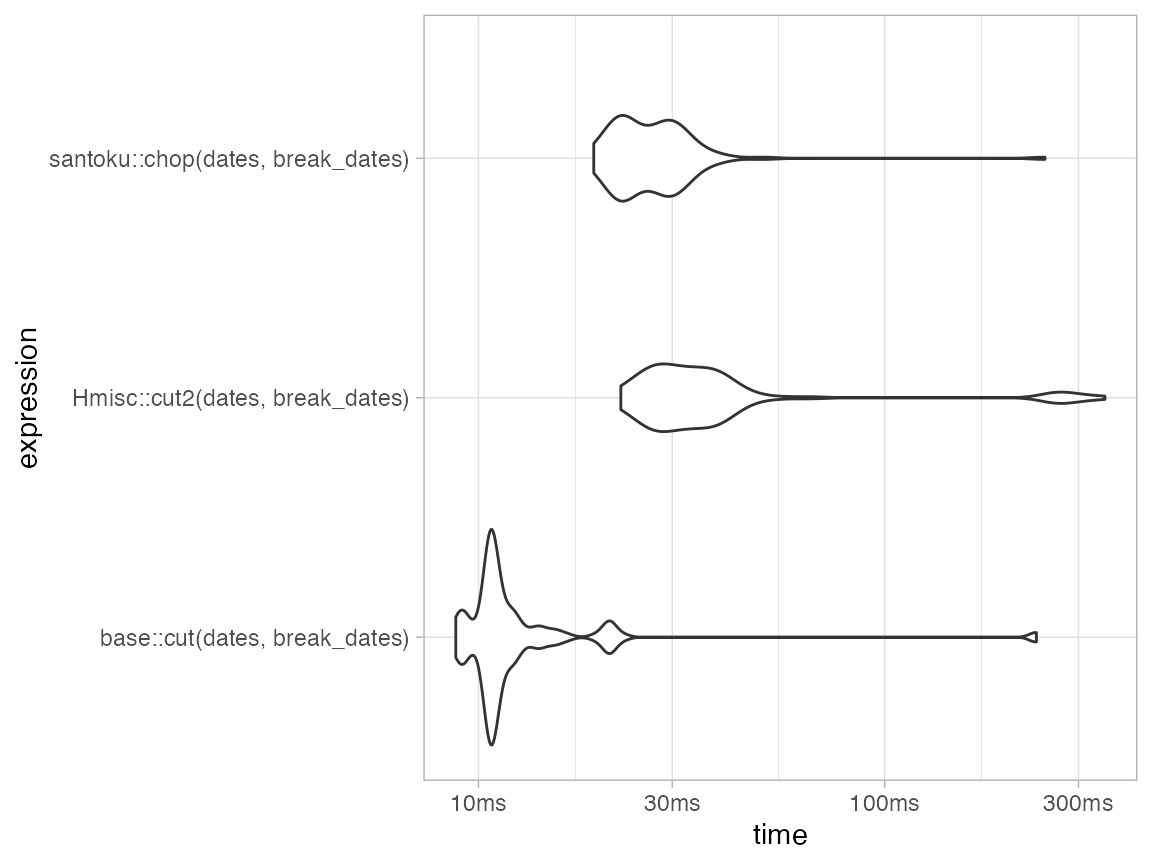 expression
santoku::chop(dates, break_dates)
Hmisc::cut2(dates, break_dates)
base::cut(dates, break_dates)
10ms
30ms
100ms
300ms
time